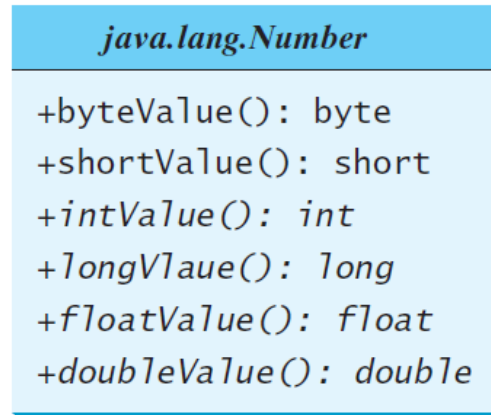 java.lang.Number
+byteValue(): byte
+shortValue(): short
+intValue(): int
+longVlaue(): long
+floatValue(): float
+doubleValue(): double